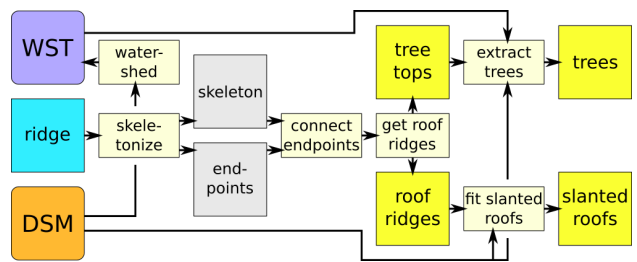 WST
water-
shed
skeleton
tree
tops
extract
trees
trees
ridge
skele-
tonize
connect
endpoints
get roof
ridges
end-
points
DSM
roof
ridges
fit slanted
roofs
slanted
roofs